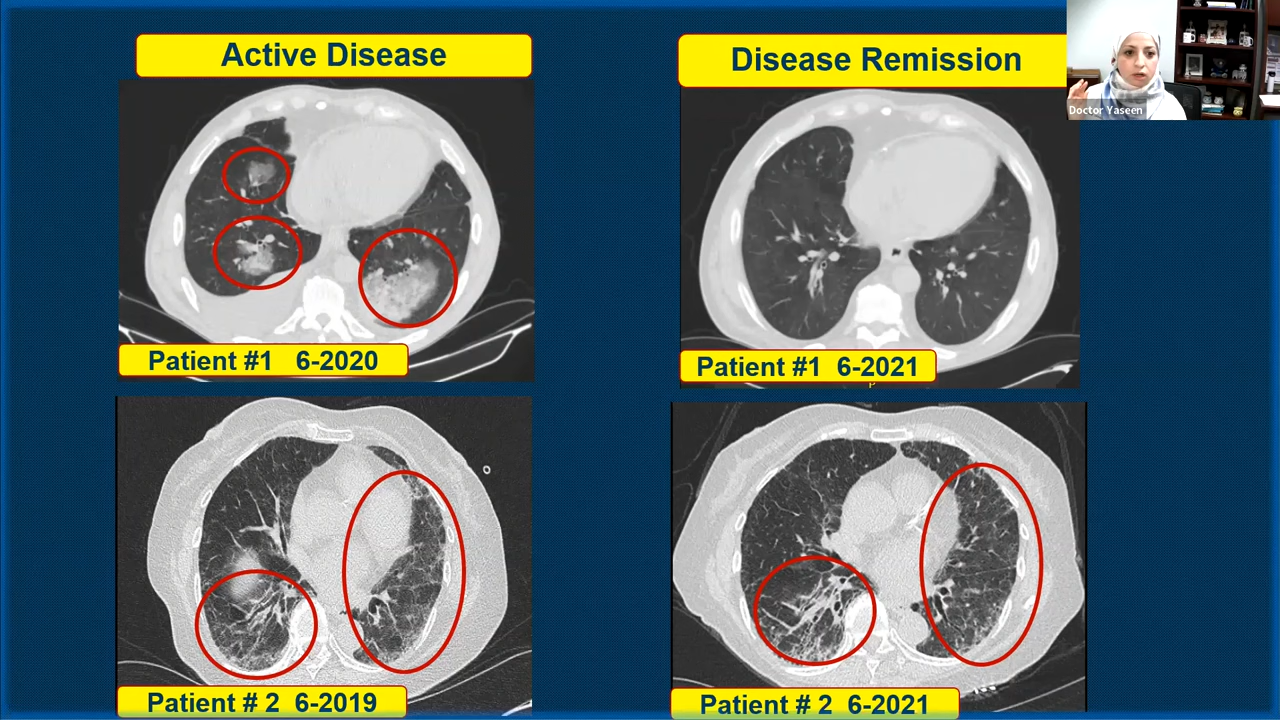 Active Disease
Disease Remission
Doctor Yaseen
Patient #1 6-2020
Patient #1 6-2021
P
Patient # 2 6-2019
Patient # 2 6-2021